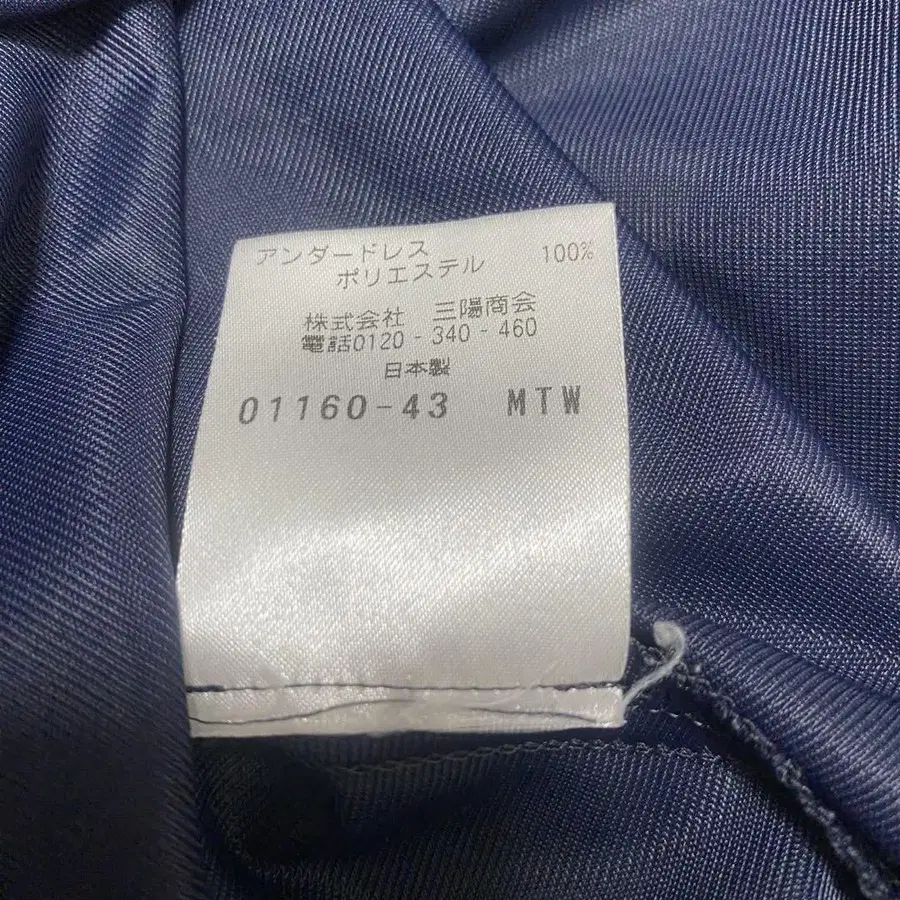 アンダードレス
ポリエステル 100%
株式会社 三陽商会
電話0120-340-460
日本製
01160-43 MTW